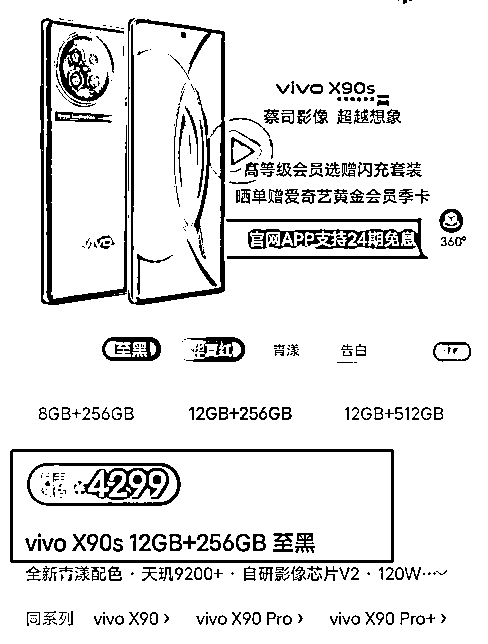 vivo X90s
蔡司影像 超越想象
高等级会员选赠闪充套装
晒单赠爱奇艺黄金会员季卡
官网APP支持24期免息
360°
vivo
至黑 华夏红 青漾 告白
8GB+256GB 12GB+256GB 12GB+512GB
4299
vivo X90s 12GB+256GB 至黑
全新青漾配色 · 天玑9200+ · 自研影像芯片V2 · 120W···
同系列 vivo X90 › vivo X90 Pro › vivo X90 Pro+ ›